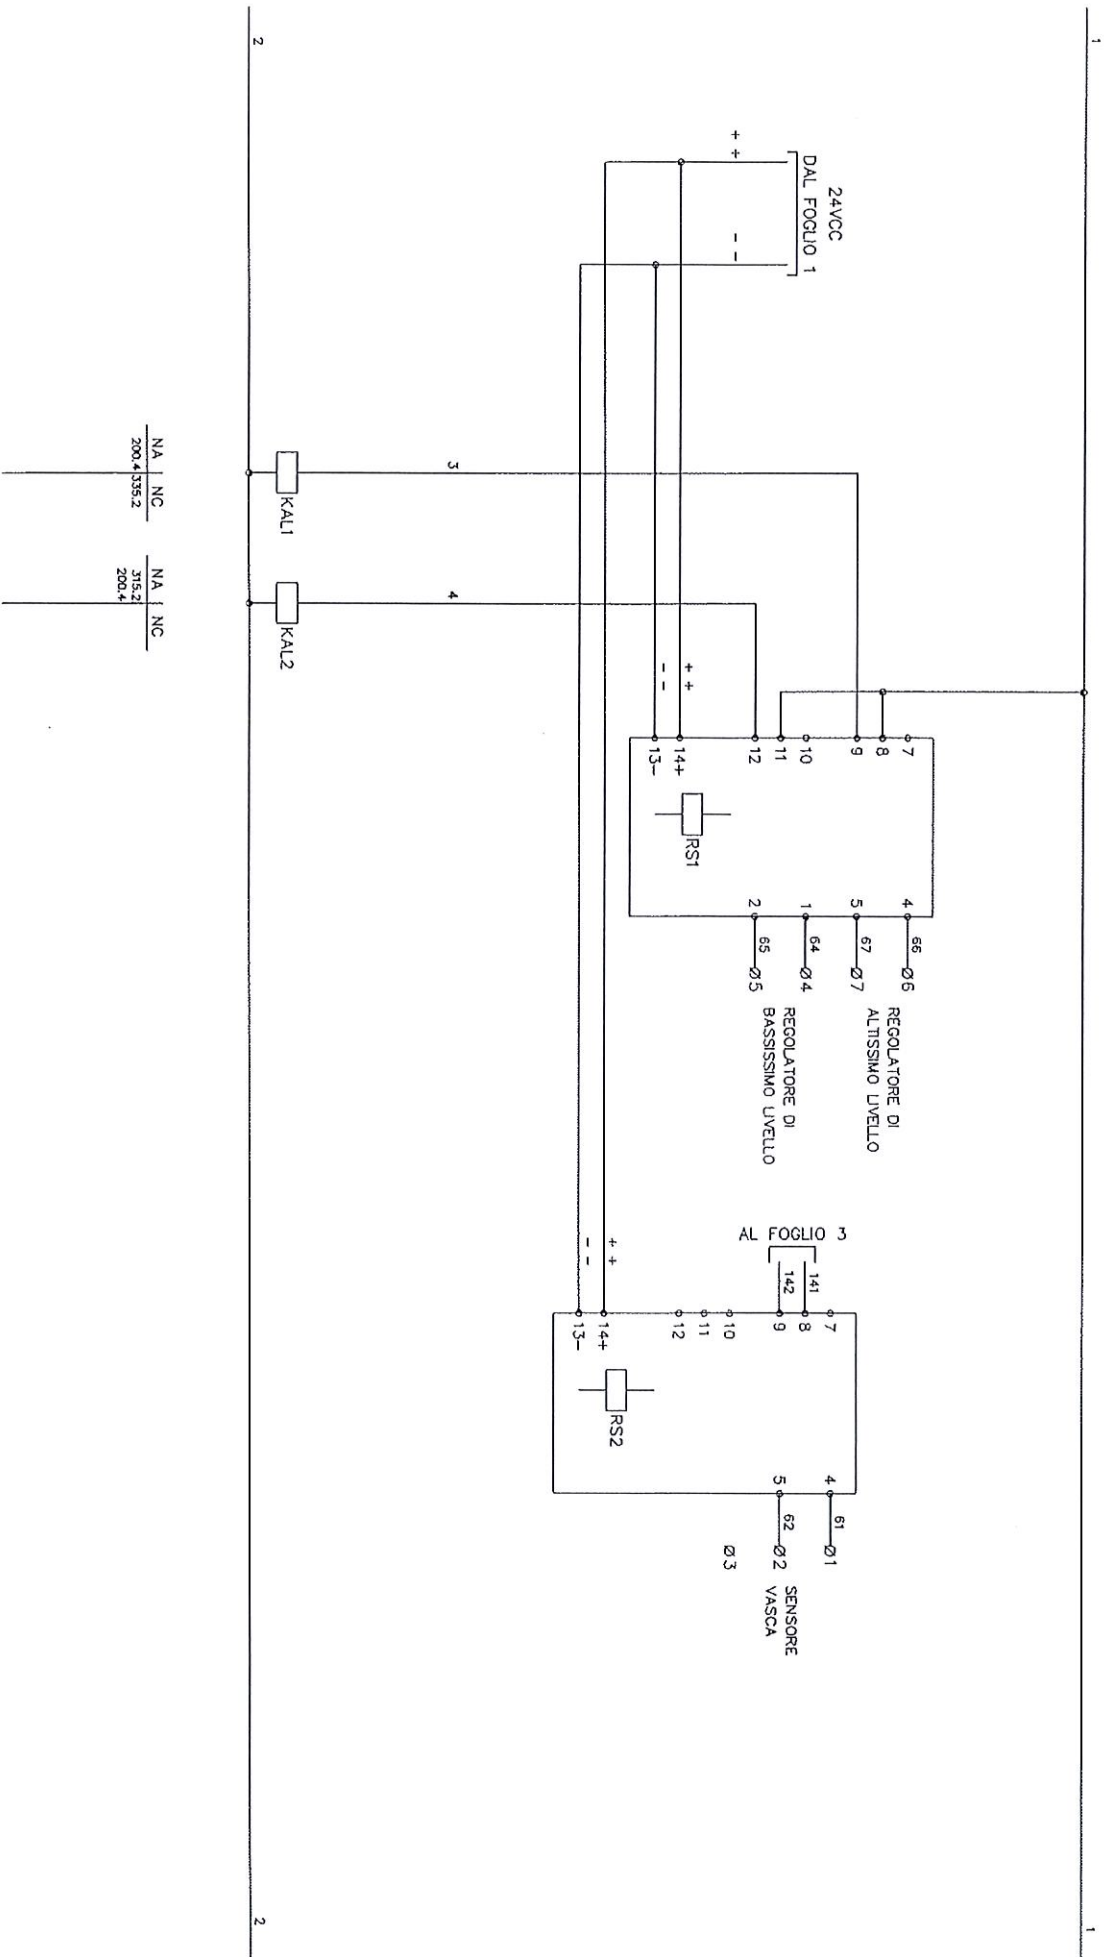 1
1
24VCC
DAL FOGLIO 1
+ +
- -
7
8
9
10
11
12
14+
13-
+ +
- -
RS1
4
5
1
2
66
67
64
65
Ø6
Ø7
Ø4
Ø5
REGOLATORE DI
ALTISSIMO LIVELLO
REGOLATORE DI
BASSISSIMO LIVELLO
AL FOGLIO 3
141
142
7
8
9
10
11
12
14+
13-
+ +
- -
RS2
4
5
61
62
Ø1
Ø2
Ø3
SENSORE
VASCA
3
4
KAL1
KAL2
2
2
NA NC
200.4 335.2
NA NC
315.2
200.4